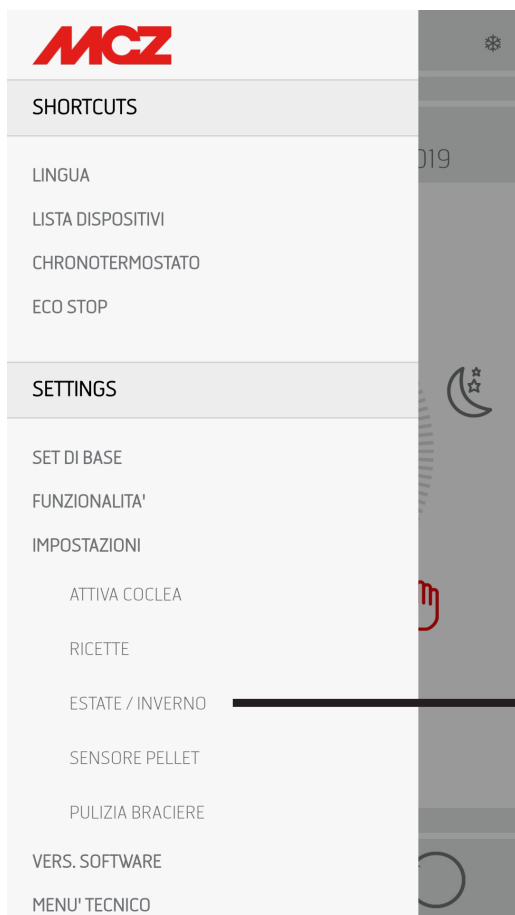 MCZ
SHORTCUTS
LINGUA
LISTA DISPOSITIVI
CHRONOTERMOSTATO
ECO STOP
SETTINGS
SET DI BASE
FUNZIONALITA'
IMPOSTAZIONI
ATTIVA COCLEA
RICETTE
ESTATE / INVERNO
SENSORE PELLET
PULIZIA BRACIERE
VERS. SOFTWARE
MENU' TECNICO